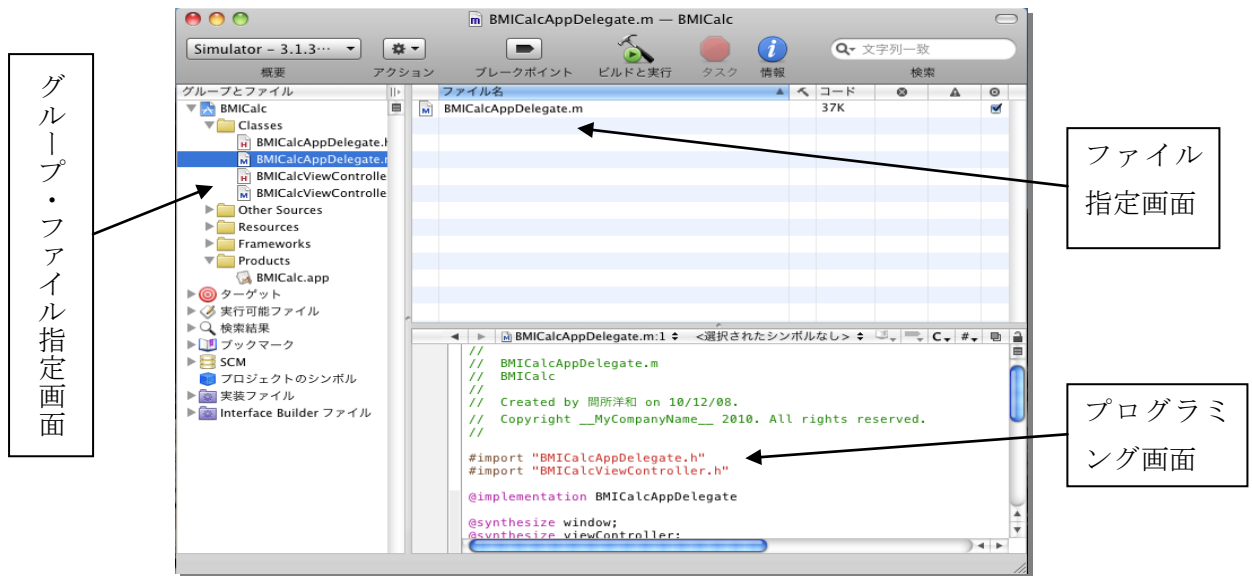 BMICalcAppDelegate.m — BMICalc
Simulator – 3.1.3…
文字列一致
概要
アクション
ブレークポイント
ビルドと実行
タスク
情報
検索
グループとファイル
ファイル名
コード
BMICalc
Classes
BMICalcAppDelegate.h
BMICalcAppDelegate.m
BMICalcViewControlle
BMICalcViewControlle
Other Sources
Resources
Frameworks
Products
BMICalc.app
ターゲット
実行可能ファイル
検索結果
ブックマーク
SCM
プロジェクトのシンボル
実装ファイル
Interface Builder ファイル
BMICalcAppDelegate.m
37K
BMICalcAppDelegate.m:1
<選択されたシンボルなし>
C
#
//
// BMICalcAppDelegate.m
// BMICalc
//
// Created by 間所洋和 on 10/12/08.
// Copyright __MyCompanyName__ 2010. All rights reserved.
//
#import "BMICalcAppDelegate.h"
#import "BMICalcViewController.h"
@implementation BMICalcAppDelegate
@synthesize window;
@synthesize viewController;
グループ・ファイル指定画面
ファイル
指定画面
プログラミ
ング画面